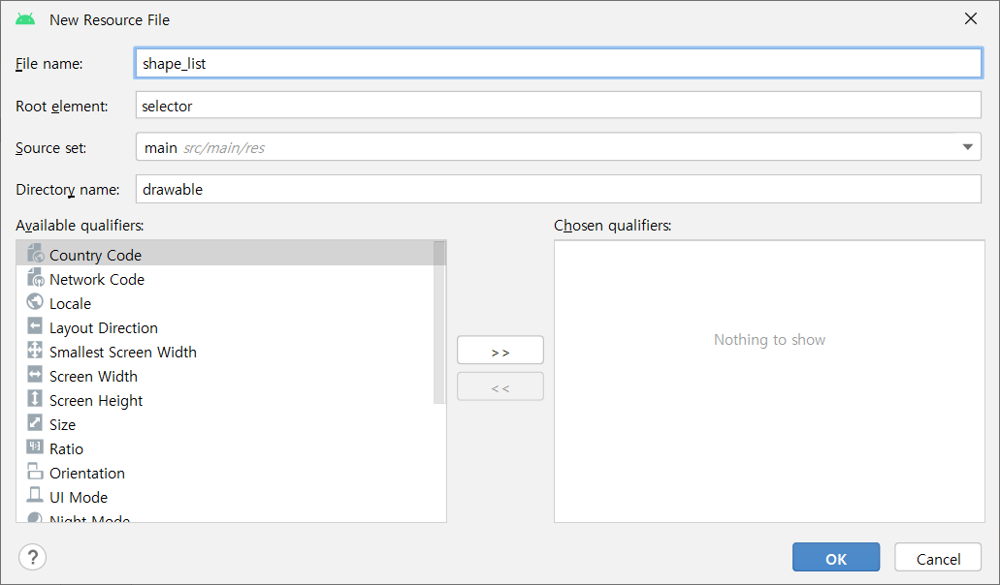 New Resource File
File name: shape_list
Root element: selector
Source set: main src/main/res
Directory name: drawable
Available qualifiers:
Country Code
Network Code
Locale
Layout Direction
Smallest Screen Width
Screen Width
Screen Height
Size
Ratio
Orientation
UI Mode
Night Mode
>>
<<
Chosen qualifiers:
Nothing to show
?
OK
Cancel